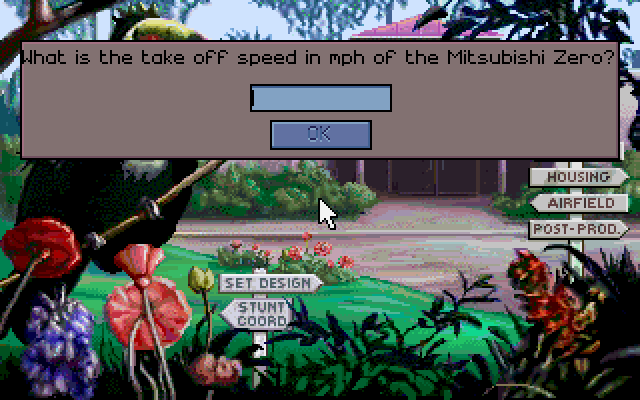 What is the take off speed in mph of the Mitsubishi Zero?
OK
HOUSING
AIRFIELD
POST-PROD.
SET DESIGN
STUNT
COORD